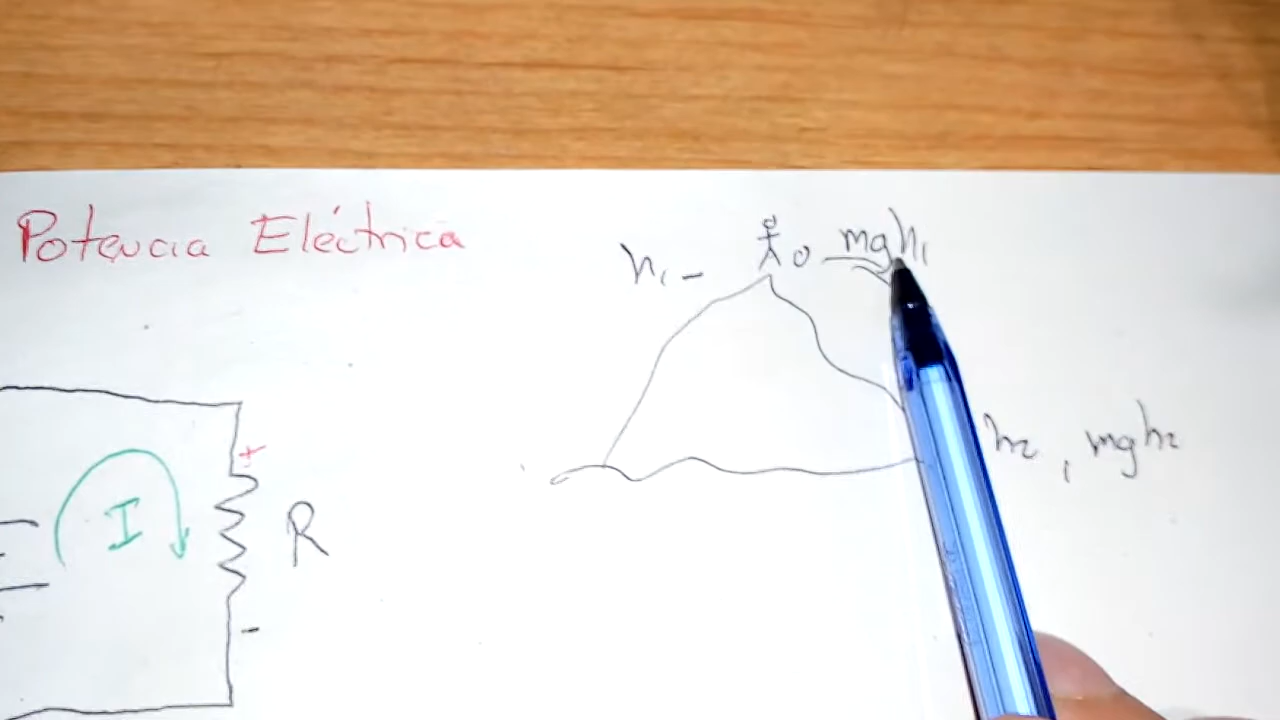 Potencia Eléctrica
h₁ - mgh₁
h₂ , mgh₂
+
I
R
-